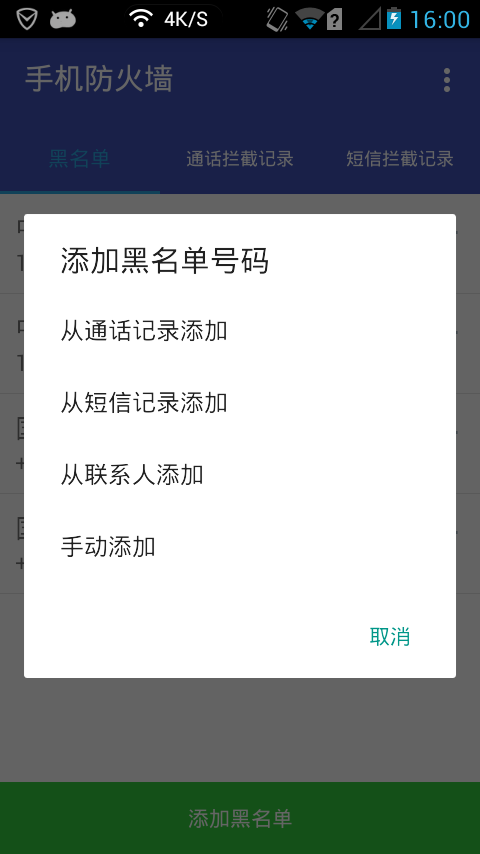 4K/S
16:00
手机防火墙
黑名单
通话拦截记录
短信拦截记录
添加黑名单号码
从通话记录添加
从短信记录添加
从联系人添加
手动添加
取消
添加黑名单